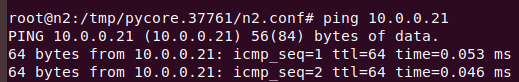 root@n2:/tmp/pycore.37761/n2.conf# ping 10.0.0.21
PING 10.0.0.21 (10.0.0.21) 56(84) bytes of data.
64 bytes from 10.0.0.21: icmp_seq=1 ttl=64 time=0.053 ms
64 bytes from 10.0.0.21: icmp_seq=2 ttl=64 time=0.046 ms